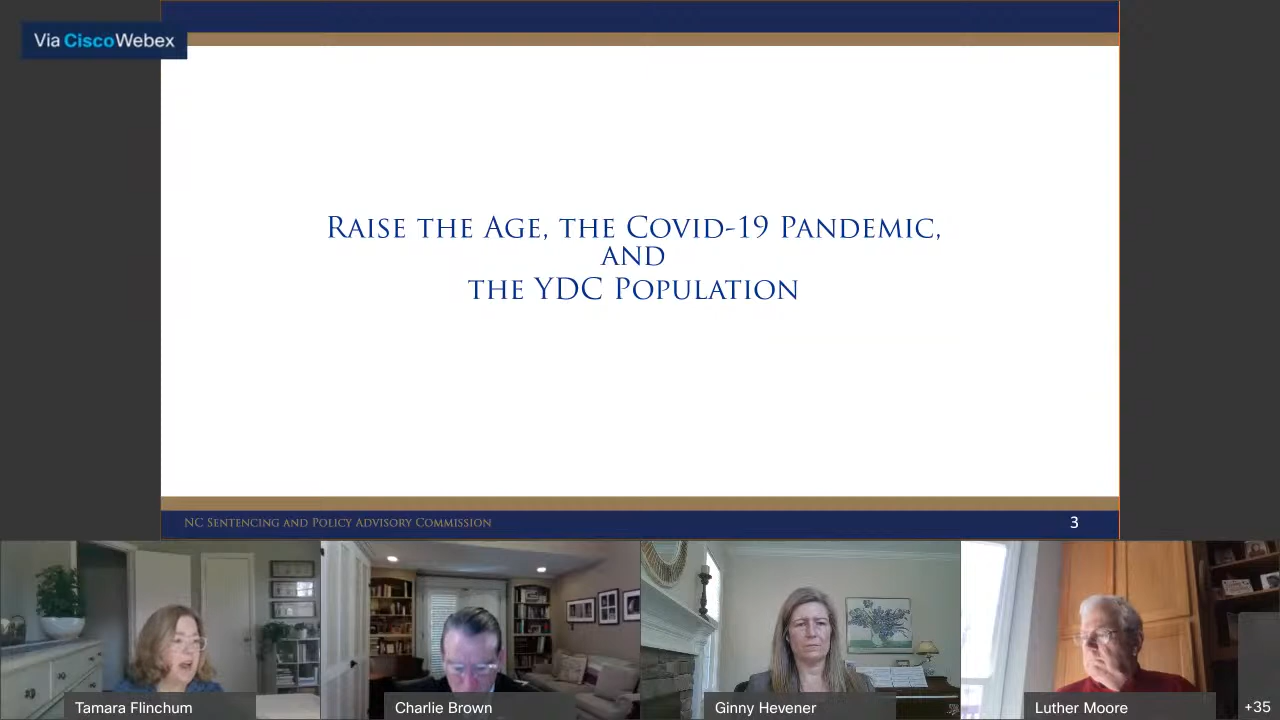 Via CiscoWebex
RAISE THE AGE, THE COVID-19 PANDEMIC,
AND
THE YDC POPULATION
NC SENTENCING AND POLICY ADVISORY COMMISSION
3
Tamara Flinchum
Charlie Brown
Ginny Hevener
Luther Moore
+35